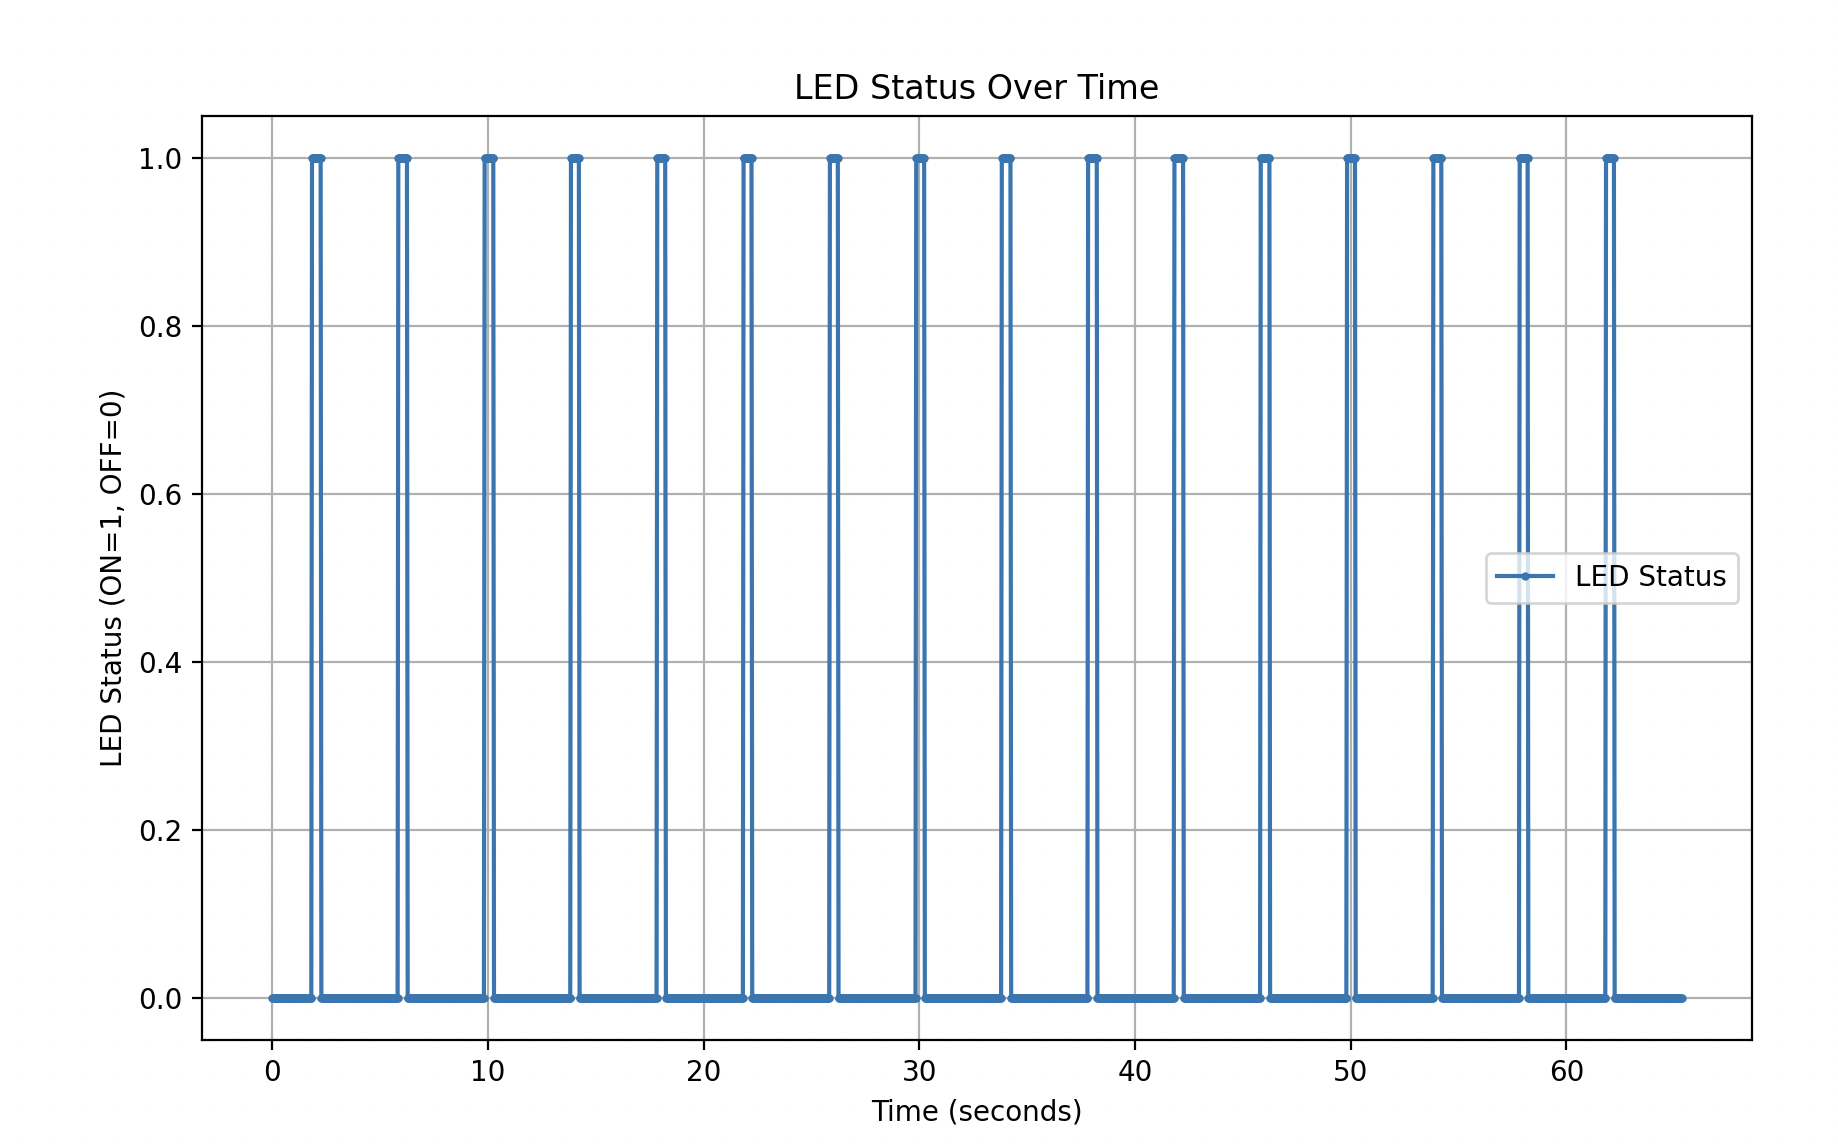 LED Status Over Time
1.0
0.8
0.6
0.4
0.2
0.0
LED Status (ON=1, OFF=0)
LED Status
0 10 20 30 40 50 60
Time (seconds)